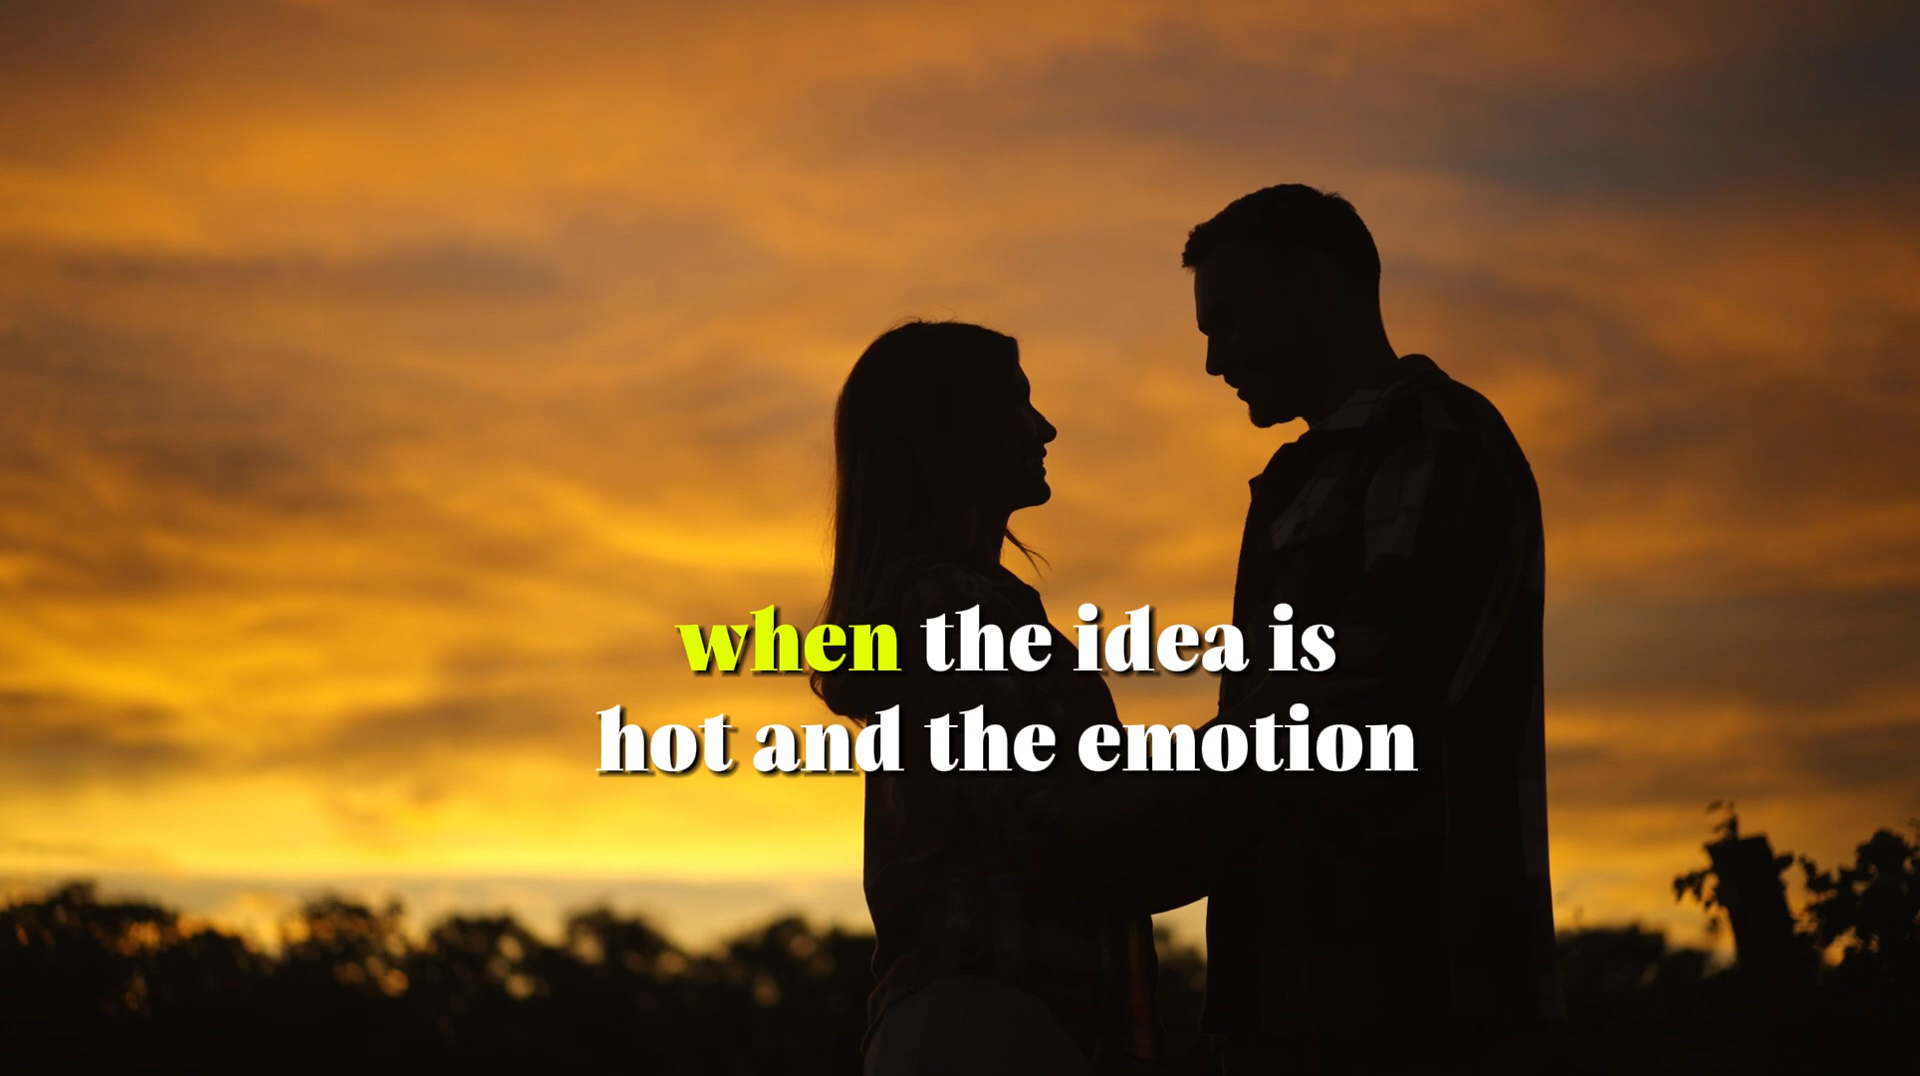 when the idea is
hot and the emotion